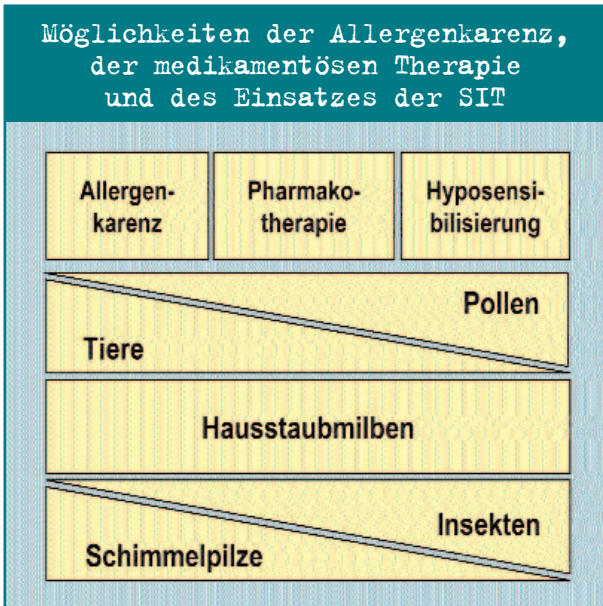 Möglichkeiten der Allergenkarenz,
der medikamentösen Therapie
und des Einsatzes der SIT
Allergen-
karenz
Pharmako-
therapie
Hyposensi-
bilisierung
Pollen
Tiere
Hausstaubmilben
Insekten
Schimmelpilze